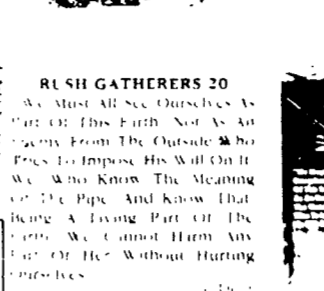 RUSH GATHERERS 20
We Must All See Ourselves As
Part Of This Earth, Not As An
Enemy From The Outside Who
Tries To Impose His Will On It.
We, Who Know The Meaning
Of The Pipe, And Know That
Being A Living Part Of The
Earth, We Cannot Harm Any
Part Of Her Without Hurting
Ourselves.